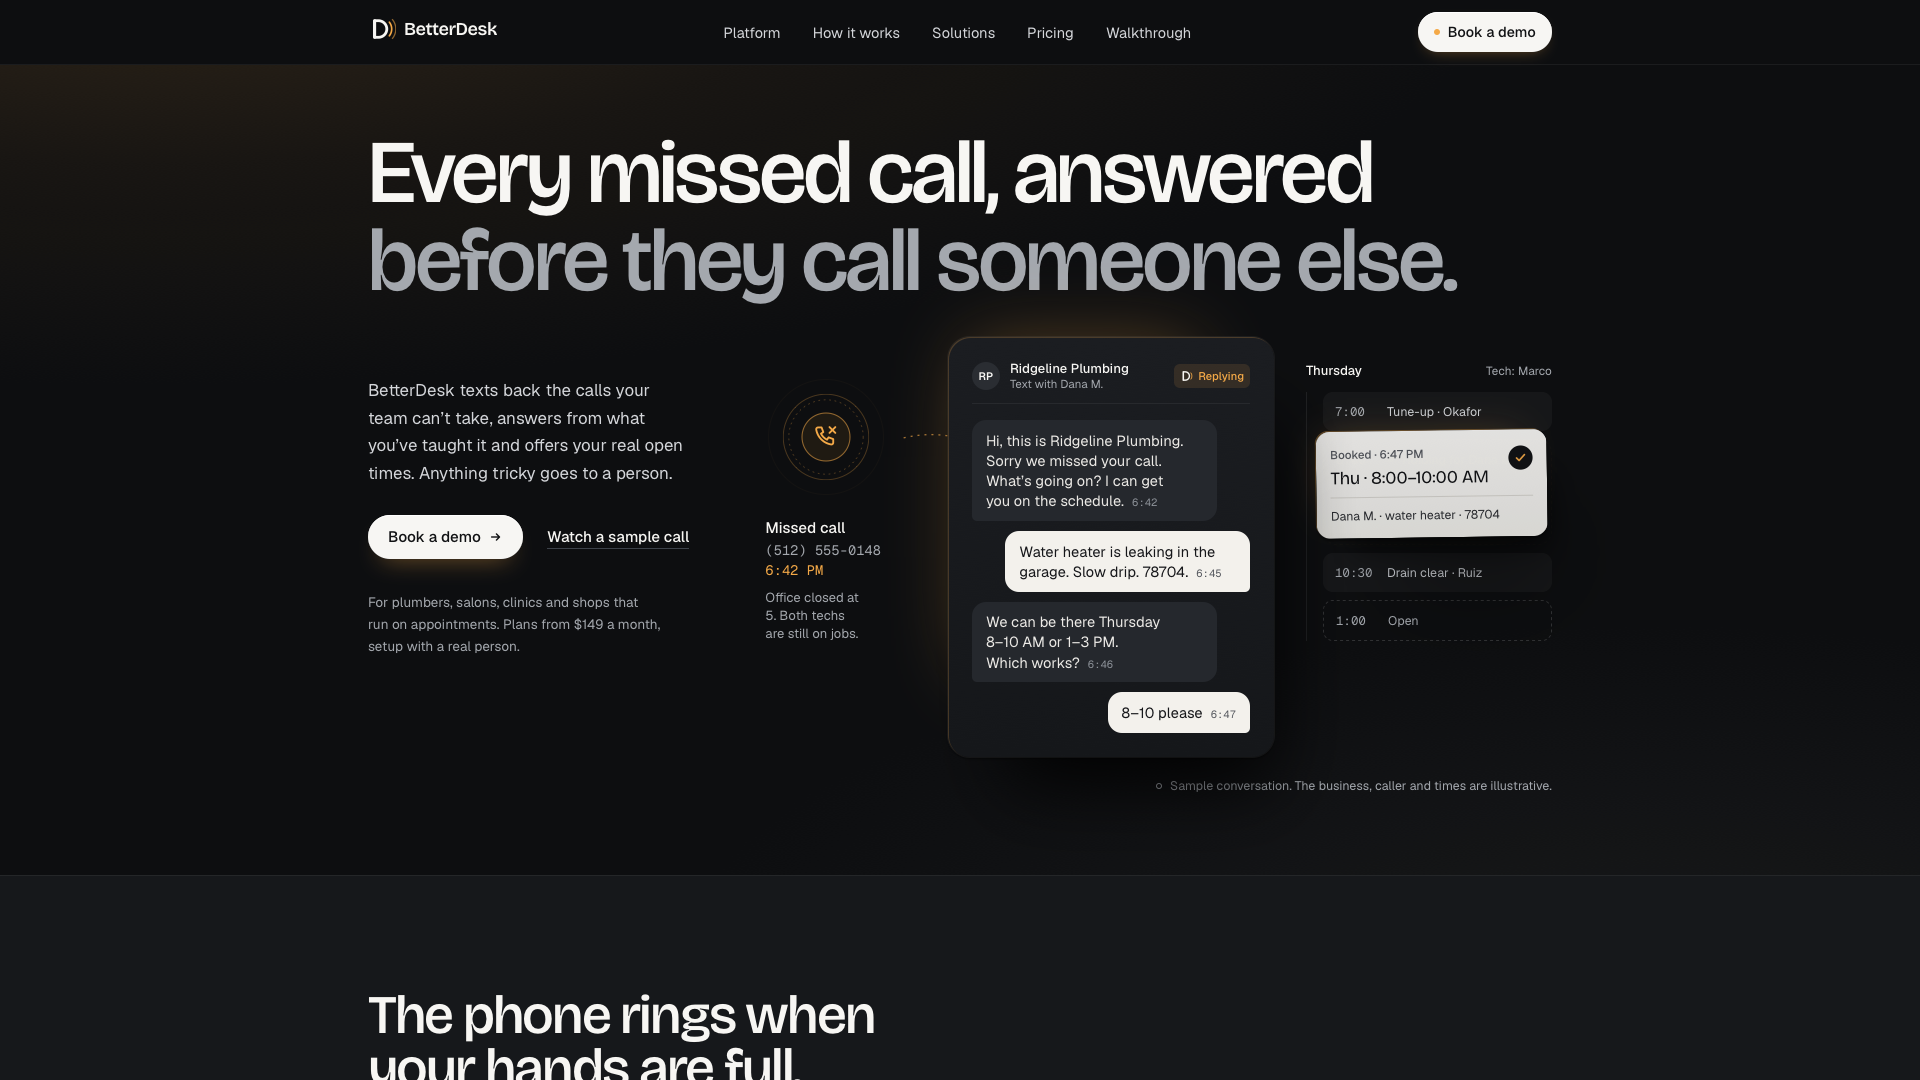 BetterDesk
Platform
How it works
Solutions
Pricing
Walkthrough
Book a demo
Every missed call, answered
before they call someone else.
BetterDesk texts back the calls your
team can’t take, answers from what
you’ve taught it and offers your real open
times. Anything tricky goes to a person.
Book a demo →
Watch a sample call
For plumbers, salons, clinics and shops that
run on appointments. Plans from $149 a month,
setup with a real person.
Missed call
(512) 555-0148
6:42 PM
Office closed at
5. Both techs
are still on jobs.
RP
Ridgeline Plumbing
Text with Dana M.
Replying
Hi, this is Ridgeline Plumbing.
Sorry we missed your call.
What’s going on? I can get
you on the schedule. 6:42
Water heater is leaking in the
garage. Slow drip. 78704. 6:45
We can be there Thursday
8–10 AM or 1–3 PM.
Which works? 6:46
8–10 please 6:47
Thursday
Tech: Marco
7:00 Tune-up · Okafor
Booked · 6:47 PM
Thu · 8:00–10:00 AM
Dana M. · water heater · 78704
10:30 Drain clear · Ruiz
1:00 Open
Sample conversation. The business, caller and times are illustrative.
The phone rings when
your hands are full.